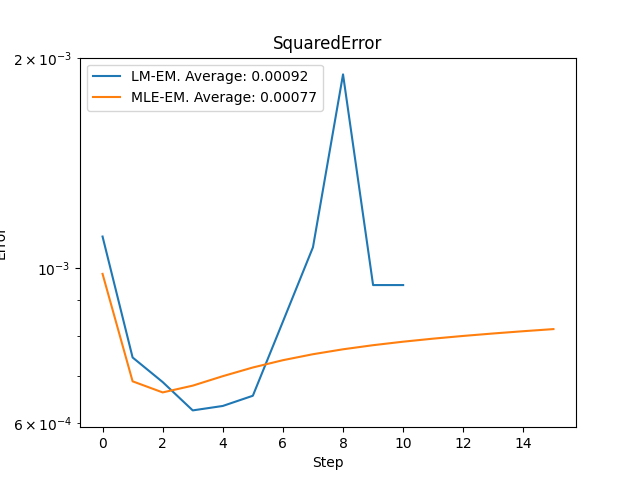 SquaredError
2 × 10⁻³
10⁻³
6 × 10⁻⁴
Error
LM-EM. Average: 0.00092
MLE-EM. Average: 0.00077
0 2 4 6 8 10 12 14
Step